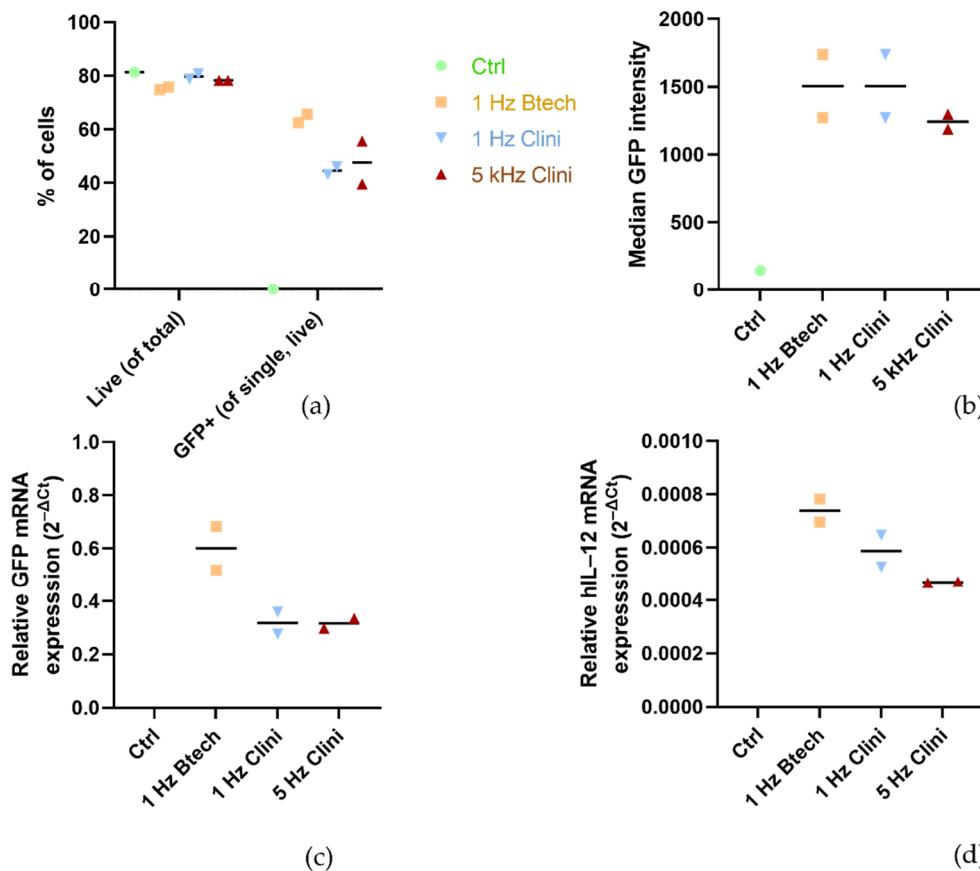 % of cells
100
80
60
40
20
0
Live (of total)
GFP+ (of single, live)
Ctrl
1 Hz Btech
1 Hz Clini
5 kHz Clini
(a)
Median GFP intensity
2000
1500
1000
500
0
Ctrl
1 Hz Btech
1 Hz Clini
5 kHz Clini
(b)
Relative GFP mRNA
expresssion (2−ΔCt)
1.0
0.8
0.6
0.4
0.2
0.0
Ctrl
1 Hz Btech
1 Hz Clini
5 Hz Clini
(c)
Relative hIL−12 mRNA
expresssion (2−ΔCt)
0.0010
0.0008
0.0006
0.0004
0.0002
0.0000
Ctrl
1 Hz Btech
1 Hz Clini
5 Hz Clini
(d)